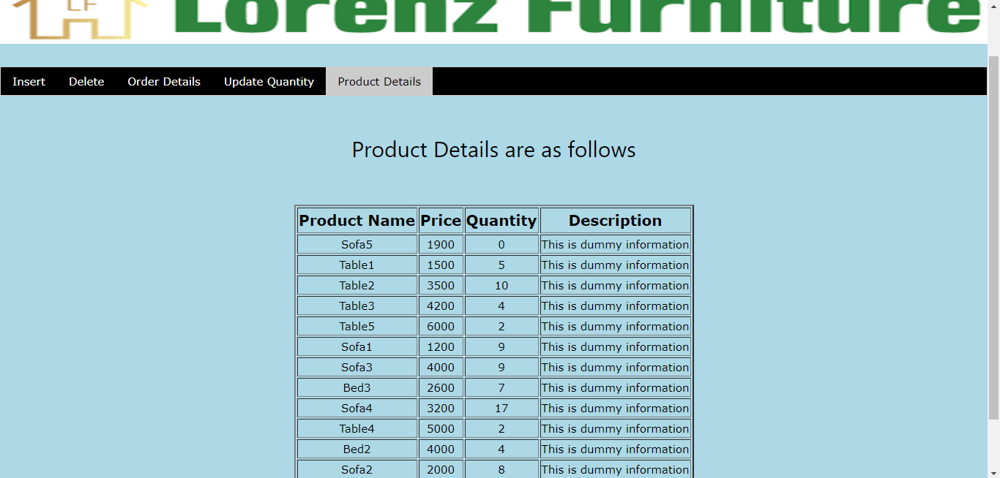 LF
Lorenz Furniture
Insert Delete Order Details Update Quantity Product Details
Product Details are as follows
Product Name Price Quantity Description
Sofa5 1900 0 This is dummy information
Table1 1500 5 This is dummy information
Table2 3500 10 This is dummy information
Table3 4200 4 This is dummy information
Table5 6000 2 This is dummy information
Sofa1 1200 9 This is dummy information
Sofa3 4000 9 This is dummy information
Bed3 2600 7 This is dummy information
Sofa4 3200 17 This is dummy information
Table4 5000 2 This is dummy information
Bed2 4000 4 This is dummy information
Sofa2 2000 8 This is dummy information